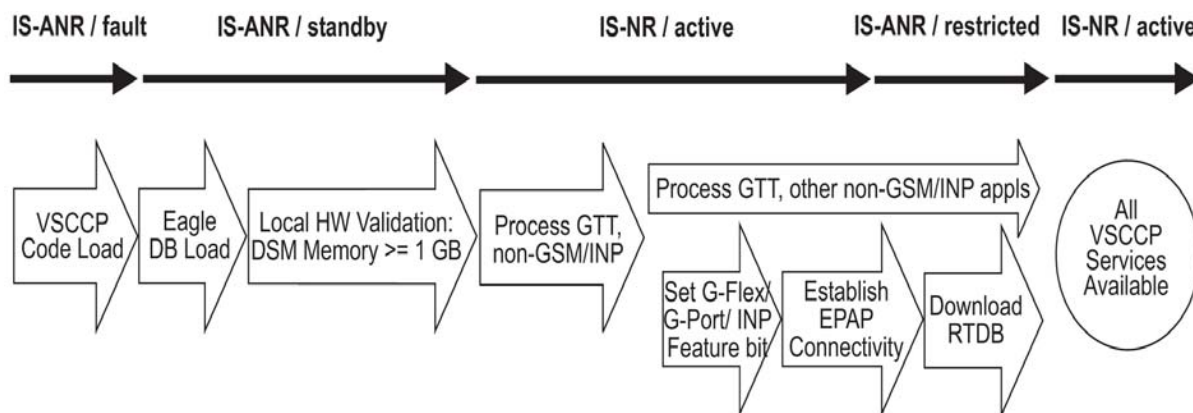 IS-ANR / fault
IS-ANR / standby
IS-NR / active
IS-ANR / restricted
IS-NR / active
VSCCP
Code Load
Eagle
DB Load
Local HW Validation:
DSM Memory >= 1 GB
Process GTT,
non-GSM/INP
Process GTT, other non-GSM/INP appls
Set G-Flex/
G-Port/ INP
Feature bit
Establish
EPAP
Connectivity
Download
RTDB
All
VSCCP
Services
Available